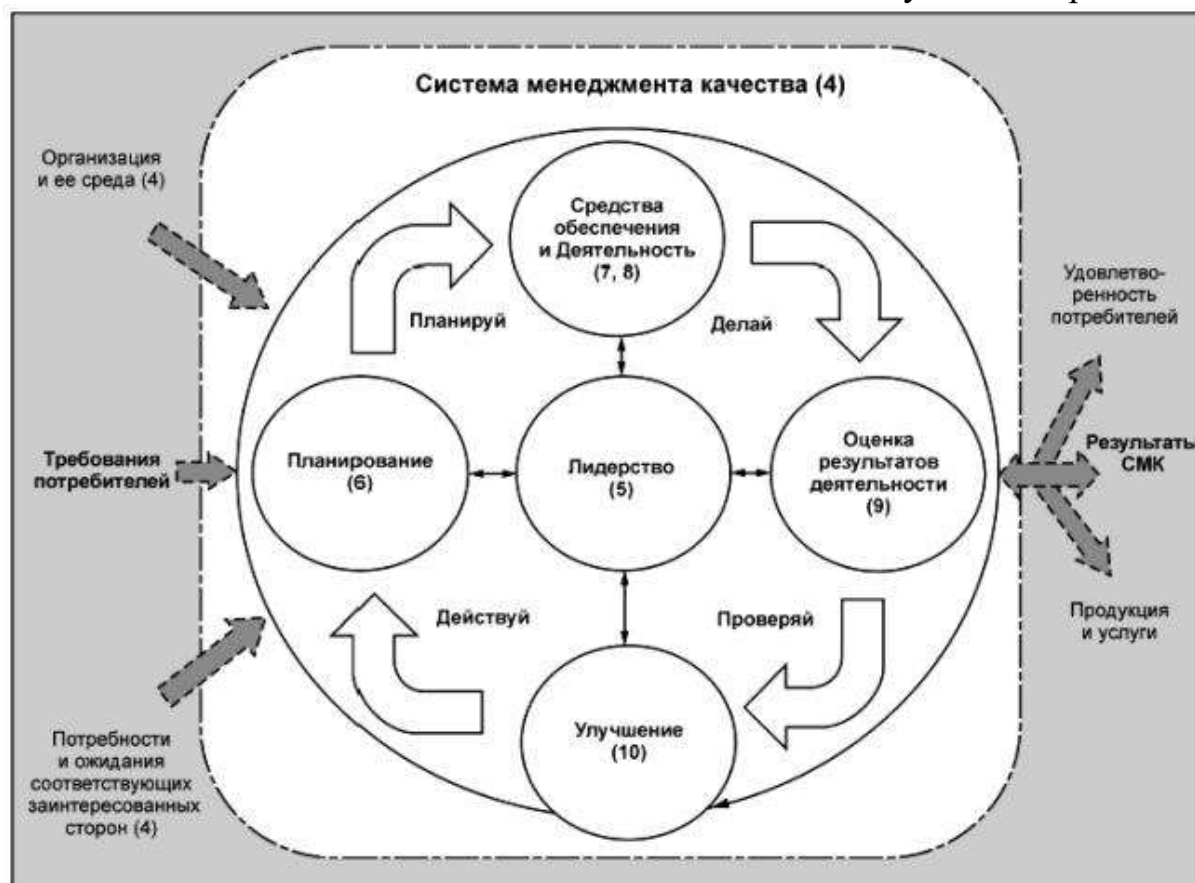 Система менеджмента качества (4)
Организация
и ее среда (4)
Средства
обеспечения
и Деятельность
(7, 8)
Удовлетво-
ренность
потребителей
Планируй
Делай
Требования
потребителей
Планирование
(6)
Лидерство
(5)
Оценка
результатов
деятельности
(9)
Результаты
СМК
Действуй
Проверяй
Продукция
и услуги
Улучшение
(10)
Потребности
и ожидания
соответствующих
заинтересованных
сторон (4)